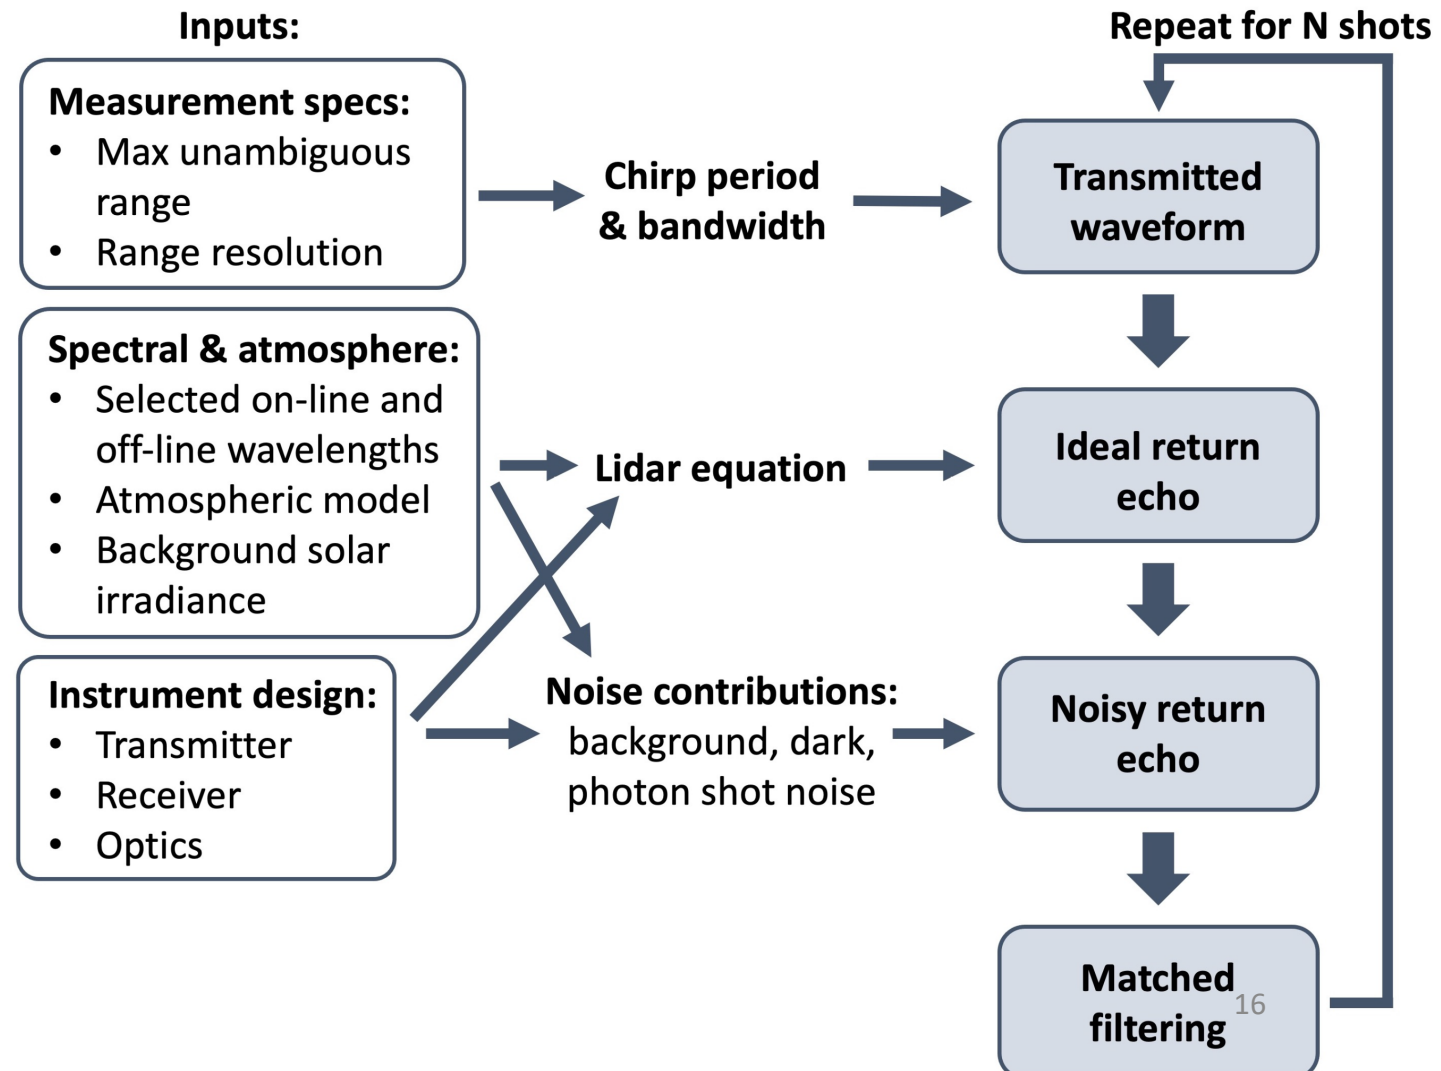 Inputs:
Measurement specs:
• Max unambiguous
range
• Range resolution
Spectral & atmosphere:
• Selected on-line and
off-line wavelengths
• Atmospheric model
• Background solar
irradiance
Instrument design:
• Transmitter
• Receiver
• Optics
Chirp period
& bandwidth
Lidar equation
Noise contributions:
background, dark,
photon shot noise
Repeat for N shots
Transmitted
waveform
Ideal return
echo
Noisy return
echo
Matched
filtering
16